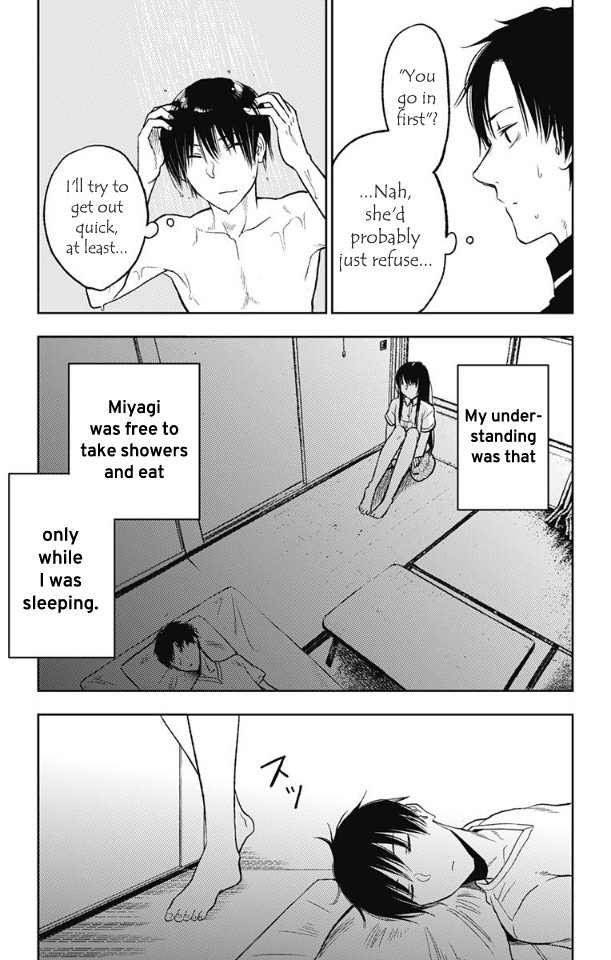 "You
go in
first"?
...Nah,
she'd
probably
just refuse...
I'll try to
get out
quick,
at least...
My under-
standing
was that
Miyagi
was free to
take showers
and eat
only
while
I was
sleeping.
スッ